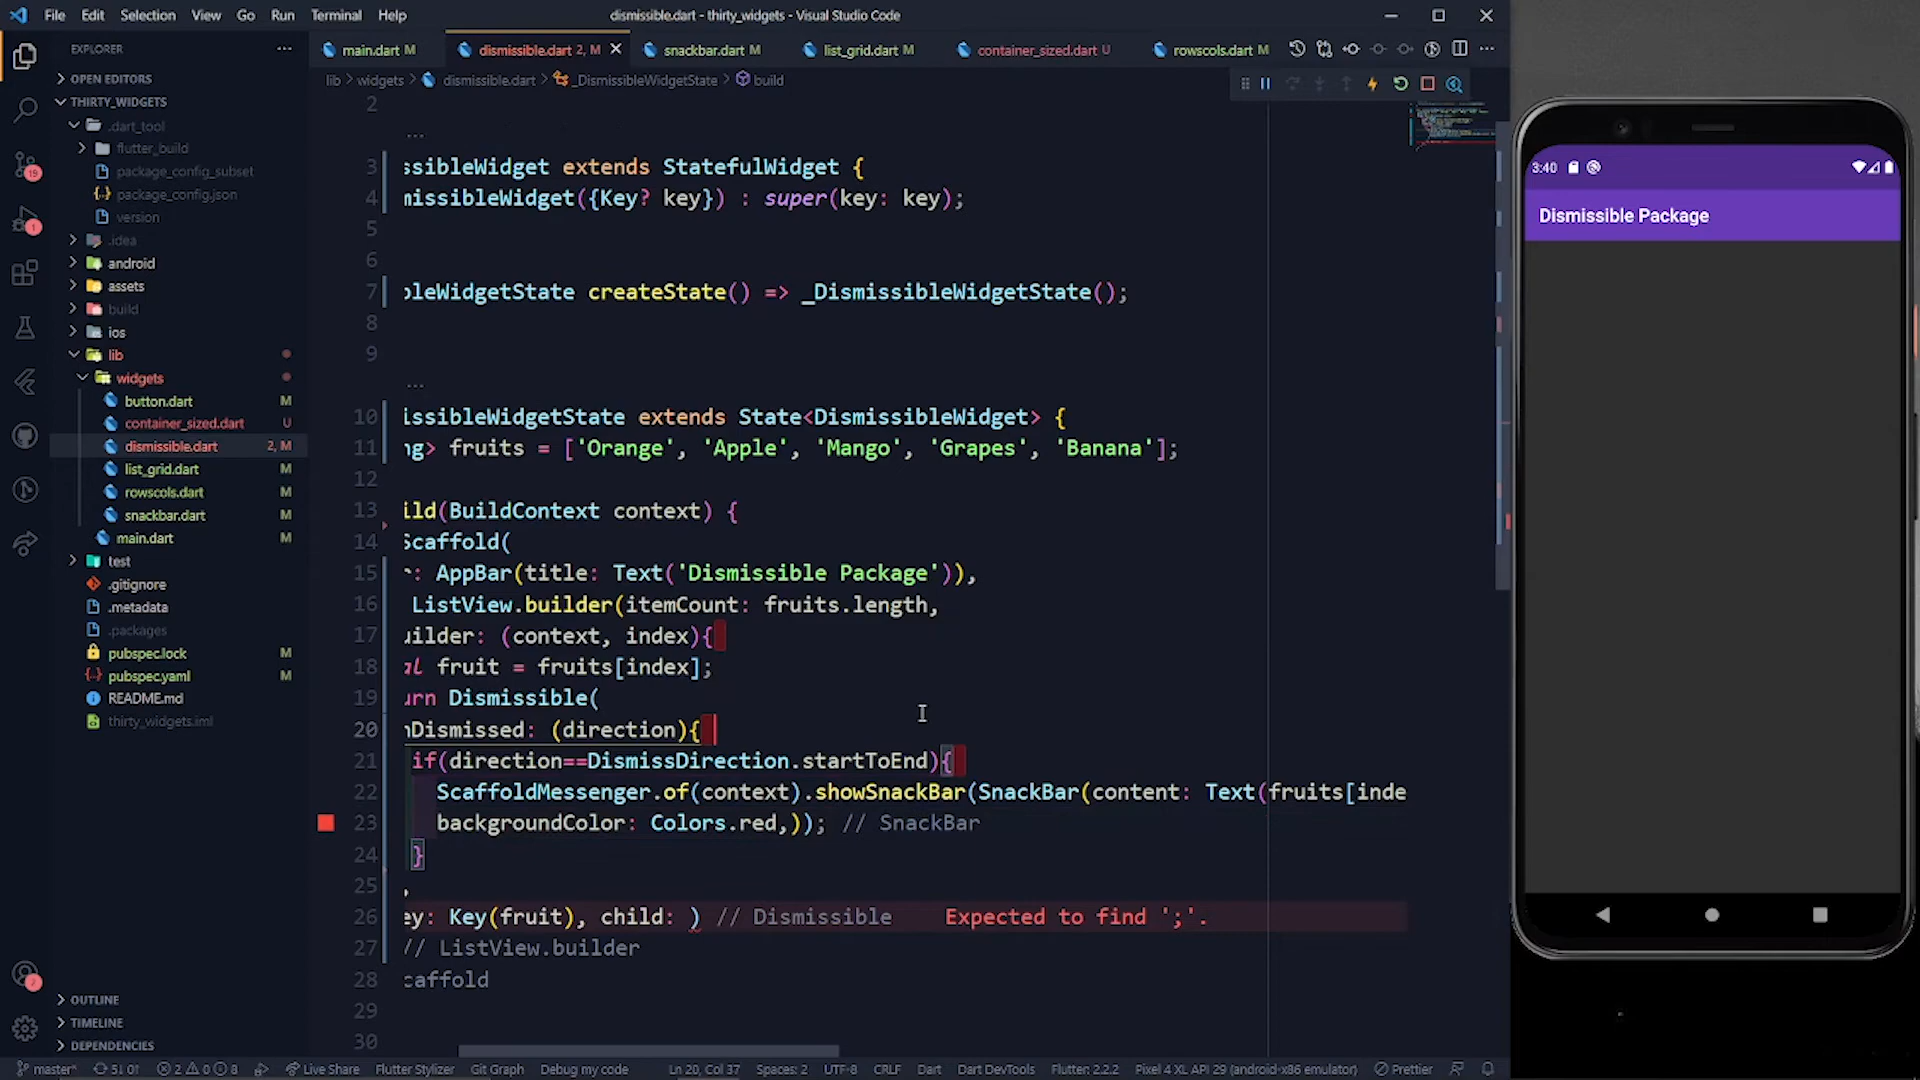 File Edit Selection View Go Run Terminal Help
dismissible.dart - thirty_widgets - Visual Studio Code
EXPLORER
main.dart M
dismissible.dart 2, M
snackbar.dart M
list_grid.dart M
container_sized.dart U
rowscols.dart M
lib > widgets > dismissible.dart > _DismissibleWidgetState > build
OPEN EDITORS
THIRTY_WIDGETS
.dart_tool
flutter_build
package_config_subset
package_config.json
version
.idea
android
assets
build
ios
lib
widgets
button.dart M
container_sized.dart U
dismissible.dart 2, M
list_grid.dart M
rowscols.dart M
snackbar.dart M
main.dart M
test
.gitignore
.metadata
.packages
pubspec.lock M
pubspec.yaml M
README.md
thirty_widgets.iml
OUTLINE
TIMELINE
DEPENDENCIES
19
1
2
...
3 ssibleWidget extends StatefulWidget {
4 missibleWidget({Key? key}) : super(key: key);
5
6
7 bleWidgetState createState() => _DismissibleWidgetState();
8
9
...
10 issibleWidgetState extends State<DismissibleWidget> {
11 ng> fruits = ['Orange', 'Apple', 'Mango', 'Grapes', 'Banana'];
12
13 ild(BuildContext context) {
14 Scaffold(
15 r: AppBar(title: Text('Dismissible Package')),
16 ListView.builder(itemCount: fruits.length,
17 uilder: (context, index){
18 al fruit = fruits[index];
19 urn Dismissible(
20 nDismissed: (direction){
21 if(direction==DismissDirection.startToEnd){
22 ScaffoldMessenger.of(context).showSnackBar(SnackBar(content: Text(fruits[inde
23 backgroundColor: Colors.red,)); // SnackBar
24 }
25 ,
26 ey: Key(fruit), child: ) // Dismissible Expected to find ';'.
27 // ListView.builder
28 caffold
29
30
3:40
Dismissible Package
master* 5↓ 0↑ 2 0 8 Live Share Flutter Stylizer Git Graph Debug my code Ln 20, Col 37 Spaces: 2 UTF-8 CRLF Dart Dart DevTools Flutter: 2.2.2 Pixel 4 XL API 29 (android-x86 emulator) Prettier